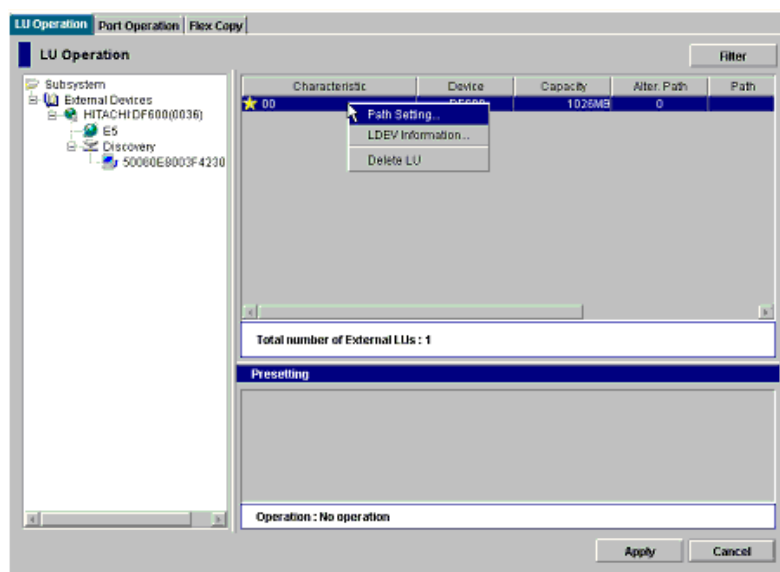 LU Operation Port Operation Flex Copy
LU Operation
Filter
Subsystem
External Devices
HITACHI DF600(0036)
E5
Discovery
50060E8003F4230
Characteristic Device Capacity Alter. Path Path
00 DF600 1026MB 0
Path Setting...
LDEV Information...
Delete LU
Total number of External LUs : 1
Presetting
Operation : No operation
Apply Cancel